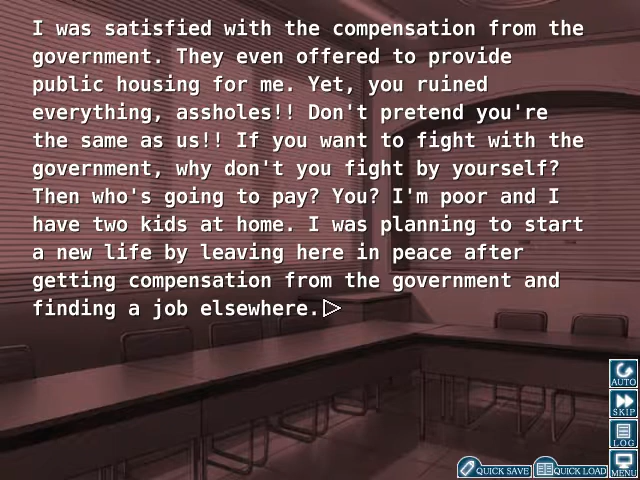 I was satisfied with the compensation from the
government. They even offered to provide
public housing for me. Yet, you ruined
everything, assholes!! Don't pretend you're
the same as us!! If you want to fight with the
government, why don't you fight by yourself?
Then who's going to pay? You? I'm poor and I
have two kids at home. I was planning to start
a new life by leaving here in peace after
getting compensation from the government and
finding a job elsewhere.
AUTO
SKIP
LOG
MENU
QUICK SAVE
QUICK LOAD